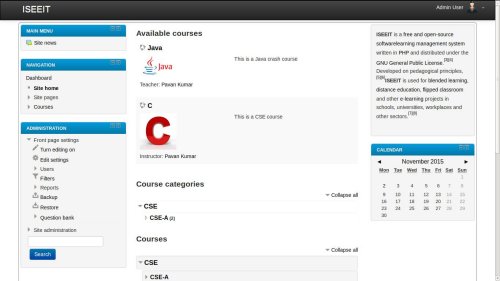 ISEEIT
Admin User
MAIN MENU
Site news
NAVIGATION
Dashboard
Site home
Site pages
Courses
ADMINISTRATION
Front page settings
Turn editing on
Edit settings
Users
Filters
Reports
Backup
Restore
Question bank
Site administration
Search
Available courses
Java
Java
This is a Java crash course
Teacher: Pavan Kumar
C
C
This is a CSE course
Instructor: Pavan Kumar
Course categories
Collapse all
CSE
CSE-A (2)
Courses
Collapse all
CSE
CSE-A
ISEEIT is a free and open-source
softwarelearning management system
written in PHP and distributed under the
GNU General Public License.[3][4]
Developed on pedagogical principles,
[5][6]ISEEIT is used for blended learning,
distance education, flipped classroom
and other e-learning projects in
schools, universities, workplaces and
other sectors.[7][8]
CALENDAR
◄ November 2015 ►
Mon Tue Wed Thu Fri Sat Sun
1
2 3 4 5 6 7 8
9 10 11 12 13 14 15
16 17 18 19 20 21 22
23 24 25 26 27 28 29
30